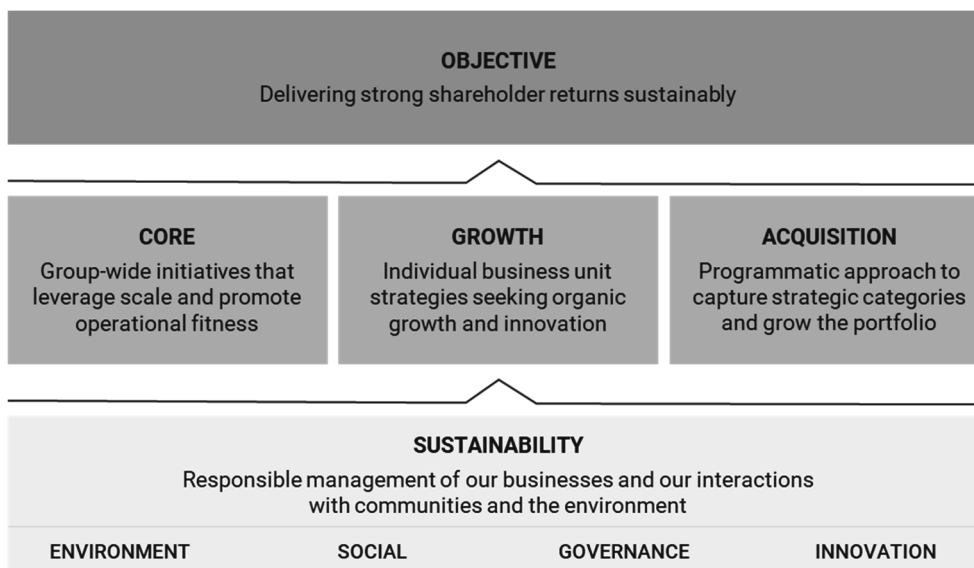 OBJECTIVE
Delivering strong shareholder returns sustainably
CORE
Group-wide initiatives that
leverage scale and promote
operational fitness
GROWTH
Individual business unit
strategies seeking organic
growth and innovation
ACQUISITION
Programmatic approach to
capture strategic categories
and grow the portfolio
SUSTAINABILITY
Responsible management of our businesses and our interactions
with communities and the environment
ENVIRONMENT
SOCIAL
GOVERNANCE
INNOVATION